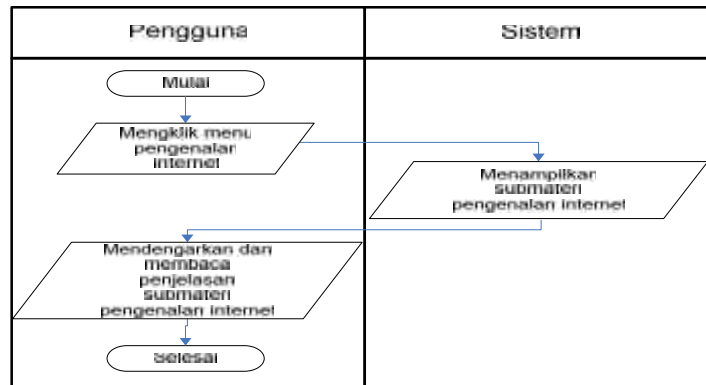 Pengguna
Sistem
Mulai
Mengklik menu
pengenalan
internet
Menampilkan
submateri
pengenalan internet
Mendengarkan dan
membaca
penjelasan
submateri
pengenalan internet
Selesai